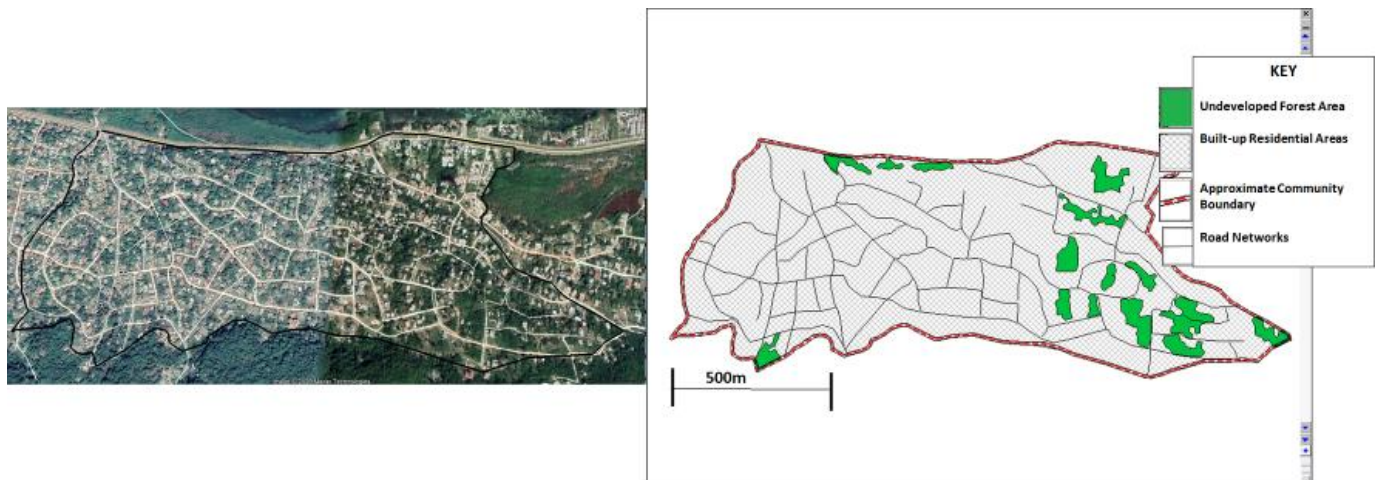 KEY
Undeveloped Forest Area
Built-up Residential Areas
Approximate Community
Boundary
Road Networks
500m